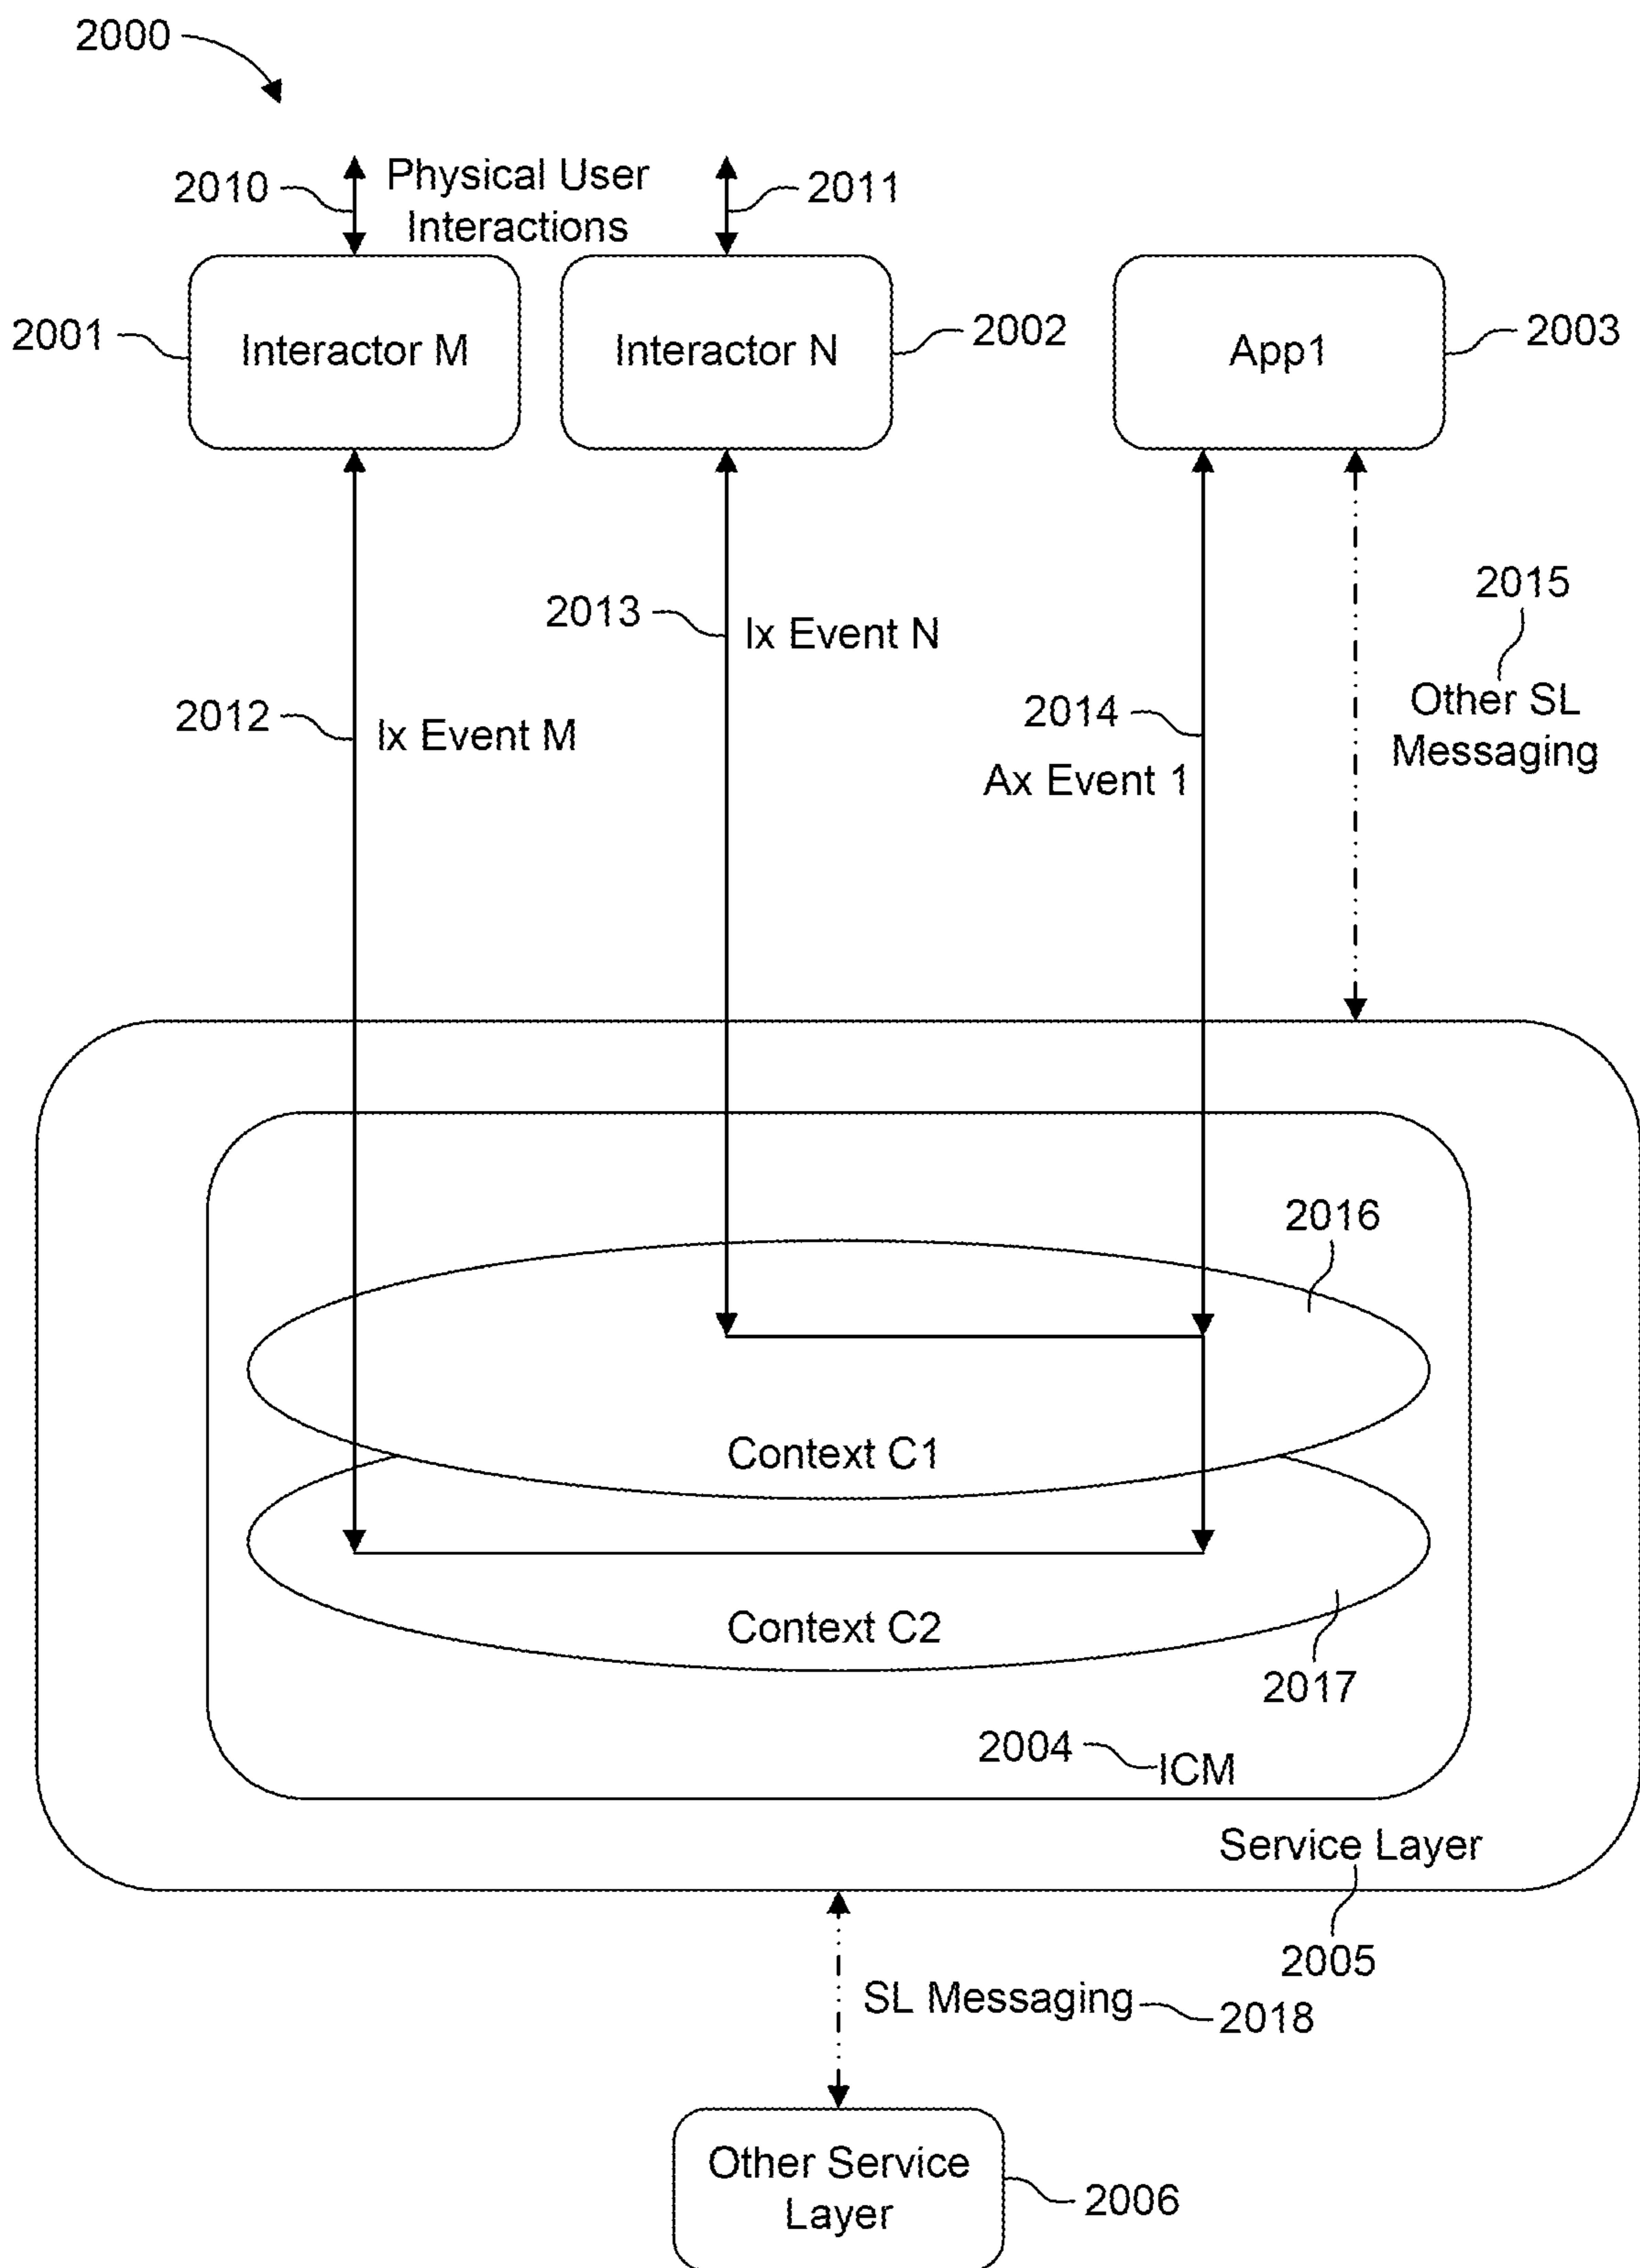 2000
2010
Physical User
Interactions
2011
2001
Interactor M
Interactor N
2002
App1
2003
2013
Ix Event N
2015
Other SL
Messaging
2012
Ix Event M
2014
Ax Event 1
2016
Context C1
Context C2
2017
2004
ICM
Service Layer
2005
SL Messaging
2018
Other Service
Layer
2006